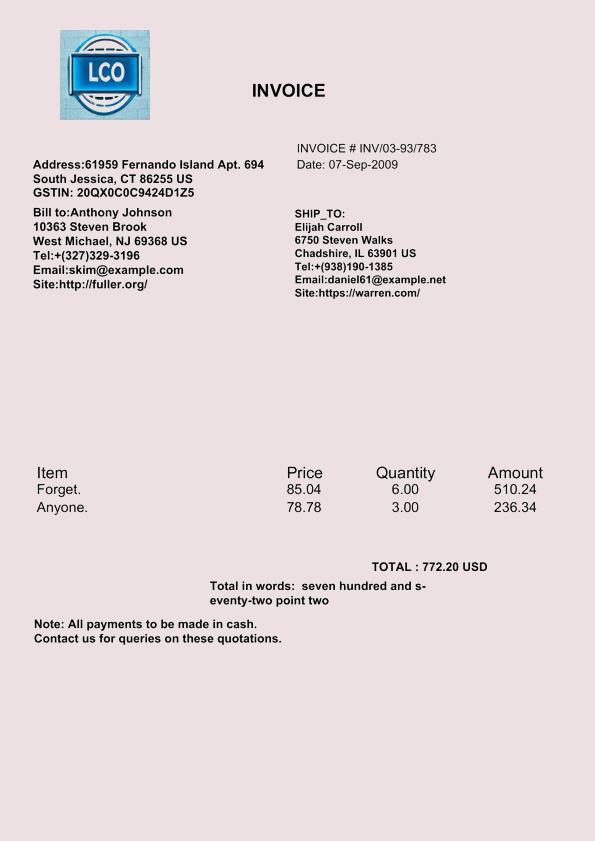 LCO
INVOICE
INVOICE # INV/03-93/783
Date: 07-Sep-2009
Address:61959 Fernando Island Apt. 694
South Jessica, CT 86255 US
GSTIN: 20QX0C0C9424D1Z5
Bill to:Anthony Johnson
10363 Steven Brook
West Michael, NJ 69368 US
Tel:+(327)329-3196
Email:skim@example.com
Site:http://fuller.org/
SHIP_TO:
Elijah Carroll
6750 Steven Walks
Chadshire, IL 63901 US
Tel:+(938)190-1385
Email:daniel61@example.net
Site:https://warren.com/
Item Price Quantity Amount
Forget. 85.04 6.00 510.24
Anyone. 78.78 3.00 236.34
TOTAL : 772.20 USD
Total in words: seven hundred and s-
eventy-two point two
Note: All payments to be made in cash.
Contact us for queries on these quotations.